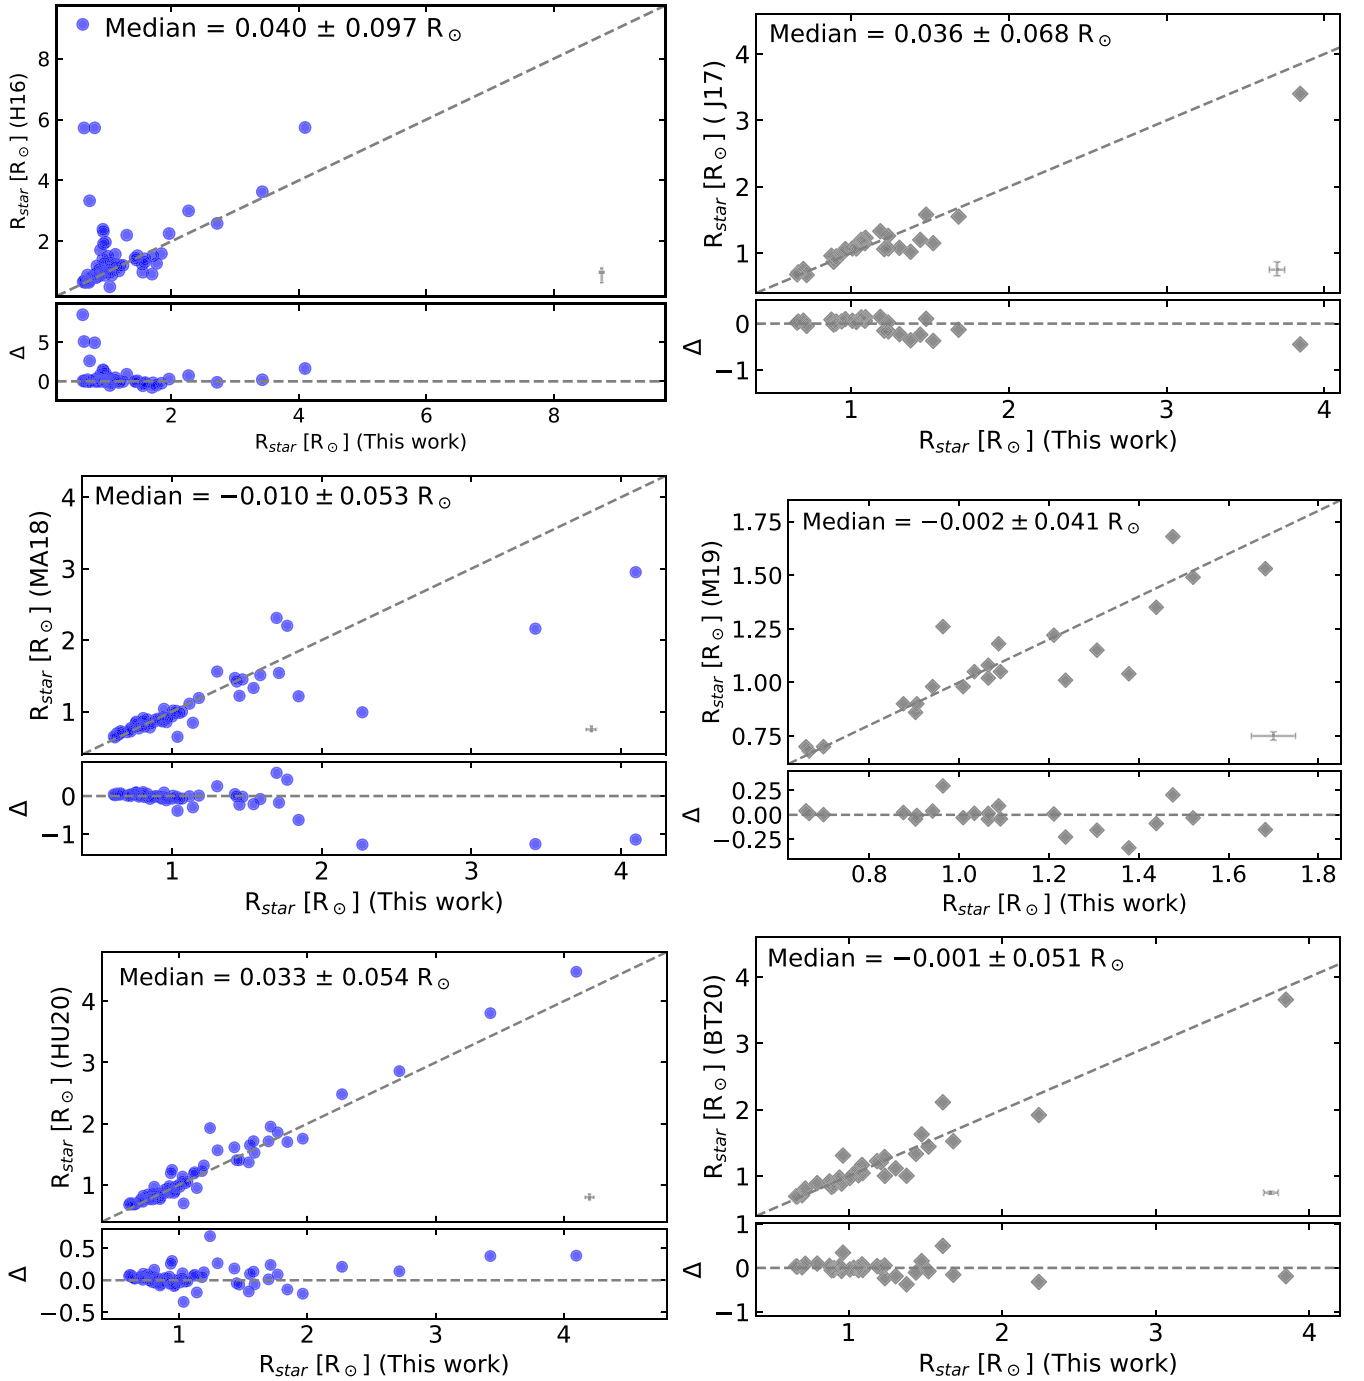 Median = 0.040 ± 0.097 R⊙
8
6
4
2
R_star [R⊙] (H16)
5
0
Δ
2 4 6 8
R_star [R⊙] (This work)
Median = 0.036 ± 0.068 R⊙
4
3
2
1
R_star [R⊙] ( J17)
0
−1
Δ
1 2 3 4
R_star [R⊙] (This work)
Median = −0.010 ± 0.053 R⊙
4
3
2
1
R_star [R⊙] (MA18)
0
−1
Δ
1 2 3 4
R_star [R⊙] (This work)
Median = −0.002 ± 0.041 R⊙
1.75
1.50
1.25
1.00
0.75
R_star [R⊙] (M19)
0.25
0.00
−0.25
Δ
0.8 1.0 1.2 1.4 1.6 1.8
R_star [R⊙] (This work)
Median = 0.033 ± 0.054 R⊙
4
3
2
1
R_star [R⊙] (HU20)
0.5
0.0
−0.5
Δ
1 2 3 4
R_star [R⊙] (This work)
Median = −0.001 ± 0.051 R⊙
4
3
2
1
R_star [R⊙] (BT20)
1
0
−1
Δ
1 2 3 4
R_star [R⊙] (This work)